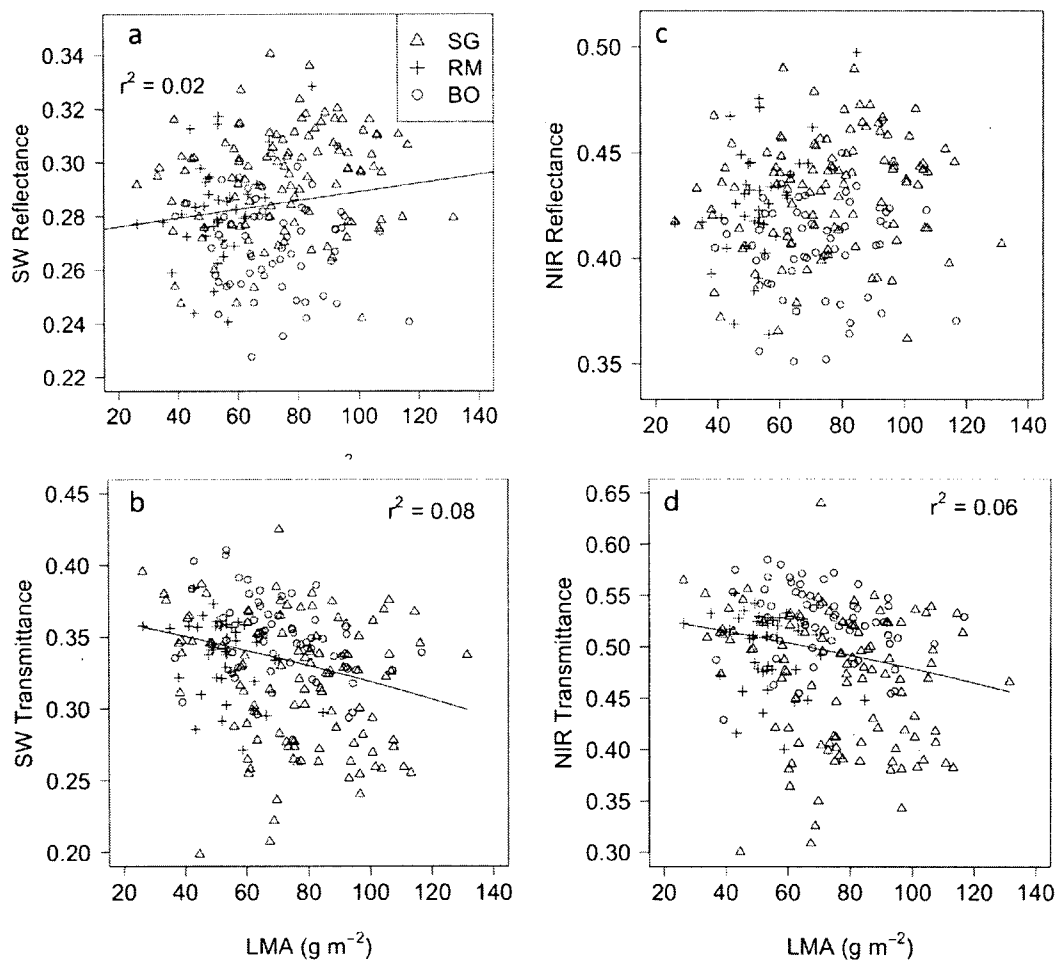 a
r² = 0.02
SG
RM
BO
SW Reflectance
0.34
0.32
0.30
0.28
0.26
0.24
0.22
20 40 60 80 100 120 140
c
NIR Reflectance
0.50
0.45
0.40
0.35
20 40 60 80 100 120 140
b
r² = 0.08
SW Transmittance
0.45
0.40
0.35
0.30
0.25
0.20
20 40 60 80 100 120 140
LMA (g m⁻²)
d
r² = 0.06
NIR Transmittance
0.65
0.60
0.55
0.50
0.45
0.40
0.35
0.30
20 40 60 80 100 120 140
LMA (g m⁻²)